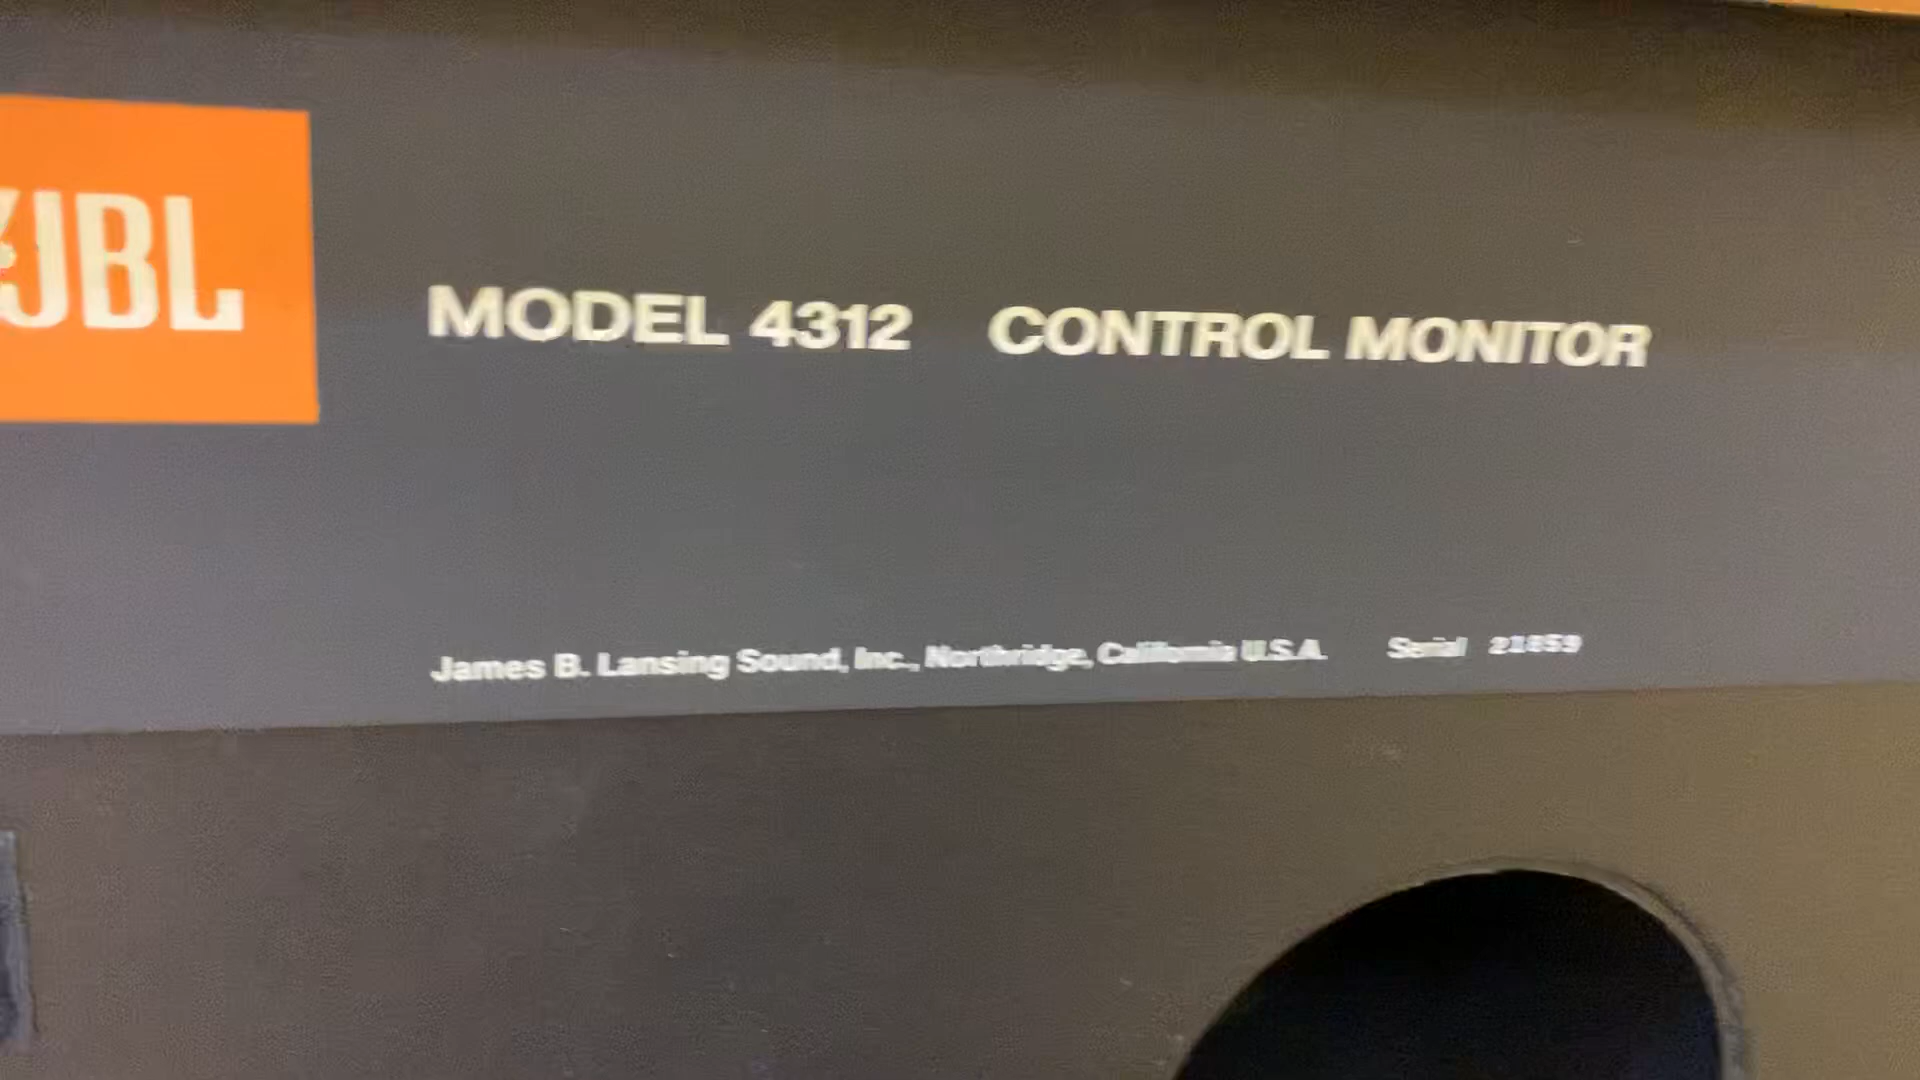 JBL
MODEL 4312 CONTROL MONITOR
James B. Lansing Sound, Inc., Northridge, California U.S.A. Serial